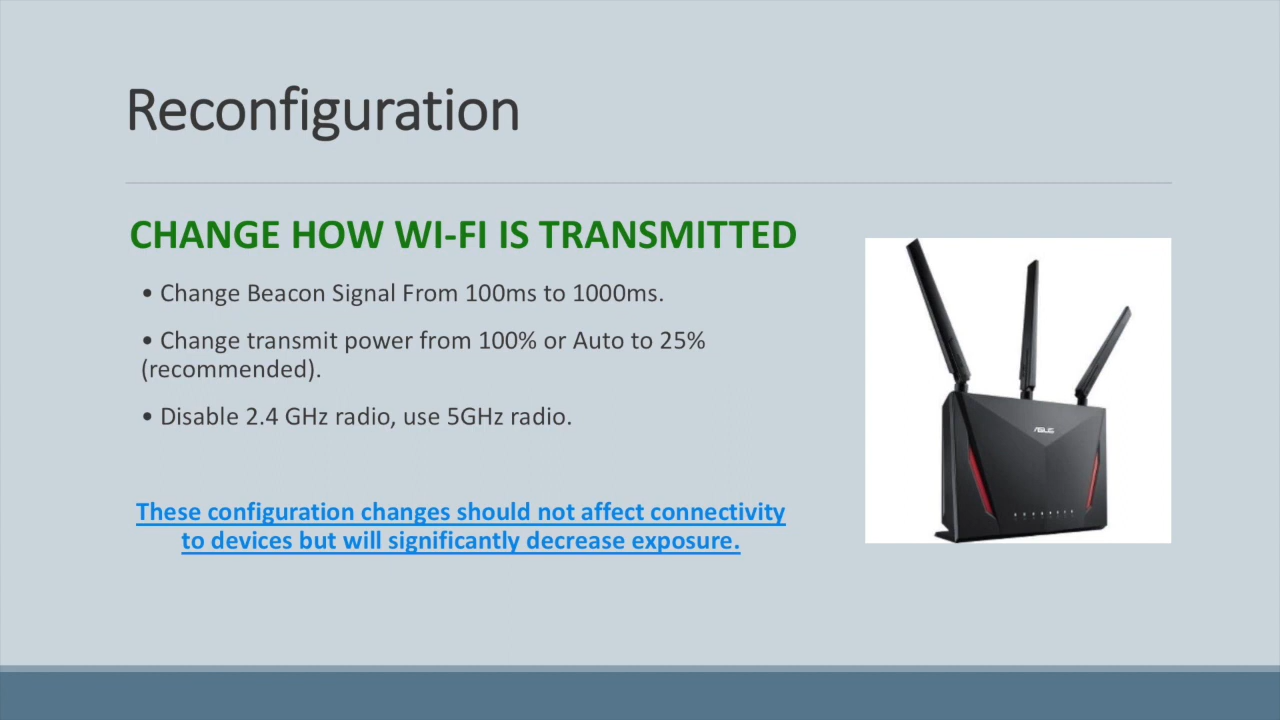 Reconfiguration
CHANGE HOW WI-FI IS TRANSMITTED
• Change Beacon Signal From 100ms to 1000ms.
• Change transmit power from 100% or Auto to 25%
(recommended).
• Disable 2.4 GHz radio, use 5GHz radio.
ASUS
These configuration changes should not affect connectivity
to devices but will significantly decrease exposure.